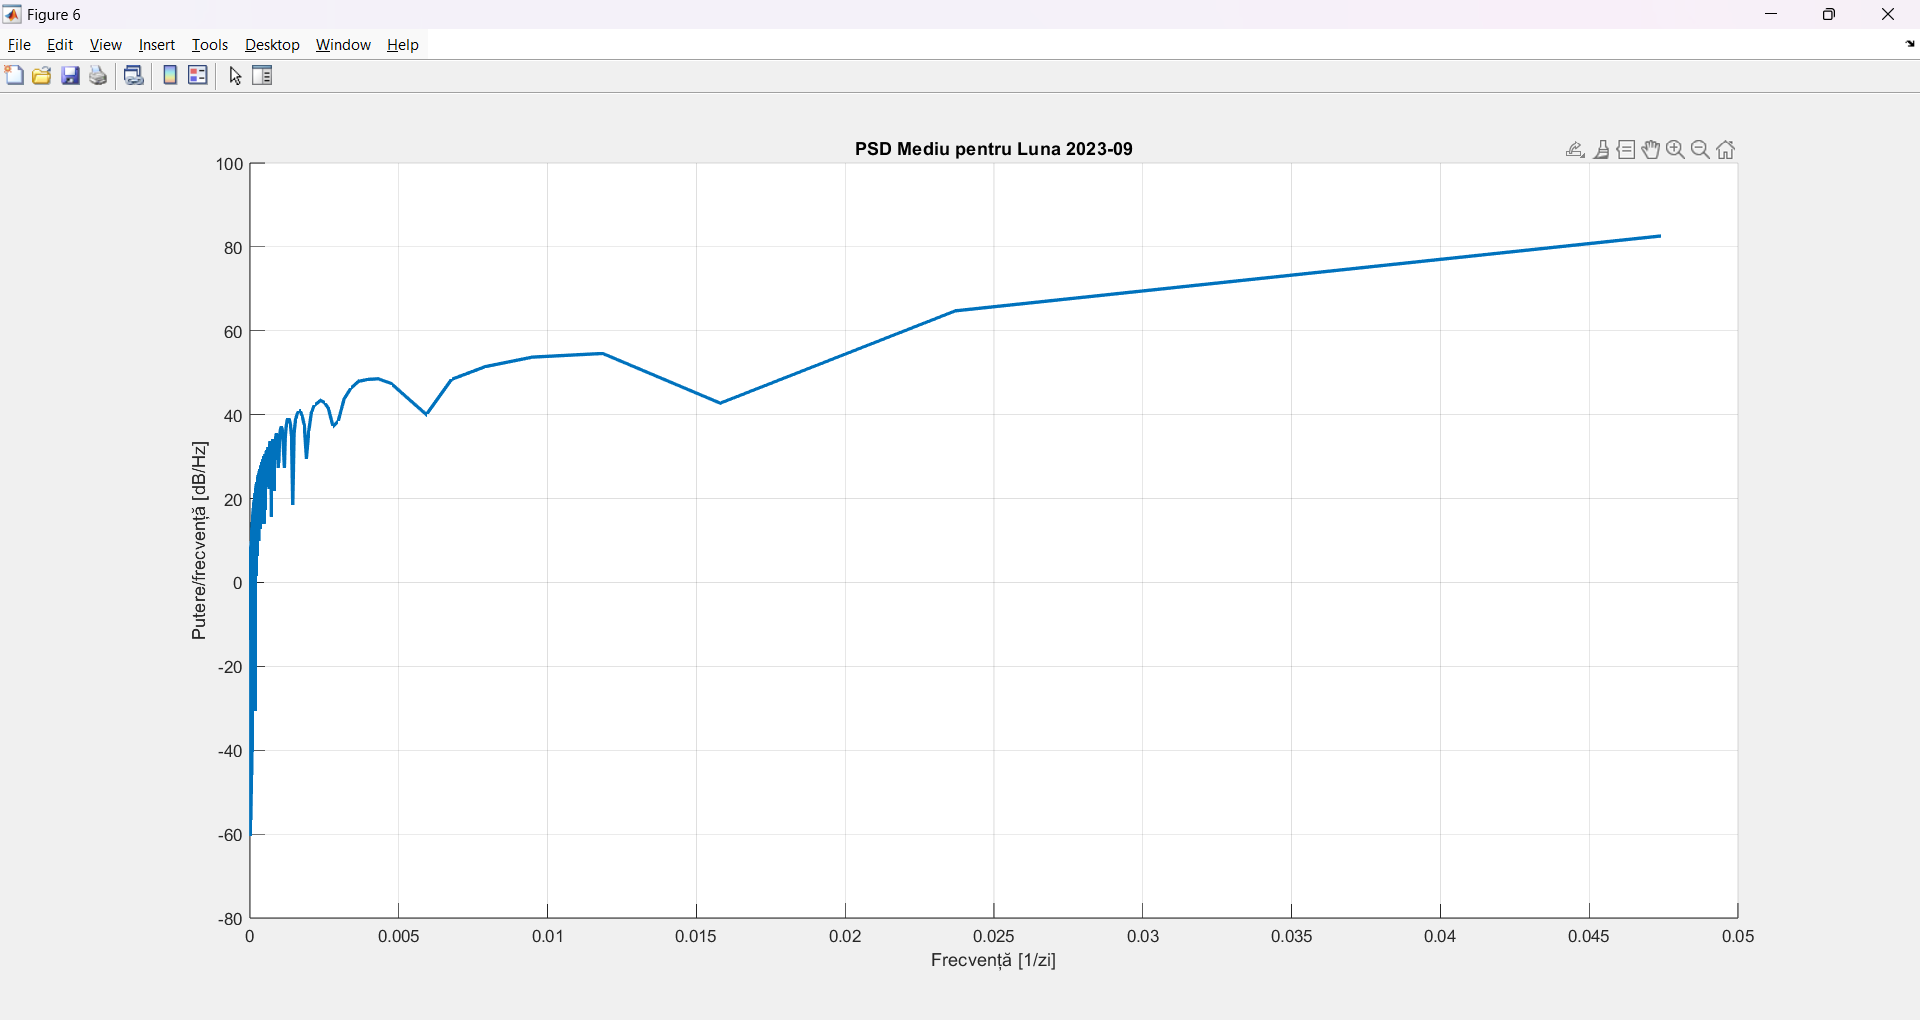 Figure 6
File Edit View Insert Tools Desktop Window Help
PSD Mediu pentru Luna 2023-09
100
80
60
40
20
0
-20
-40
-60
-80
Putere/frecvență [dB/Hz]
0 0.005 0.01 0.015 0.02 0.025 0.03 0.035 0.04 0.045 0.05
Frecvență [1/zi]